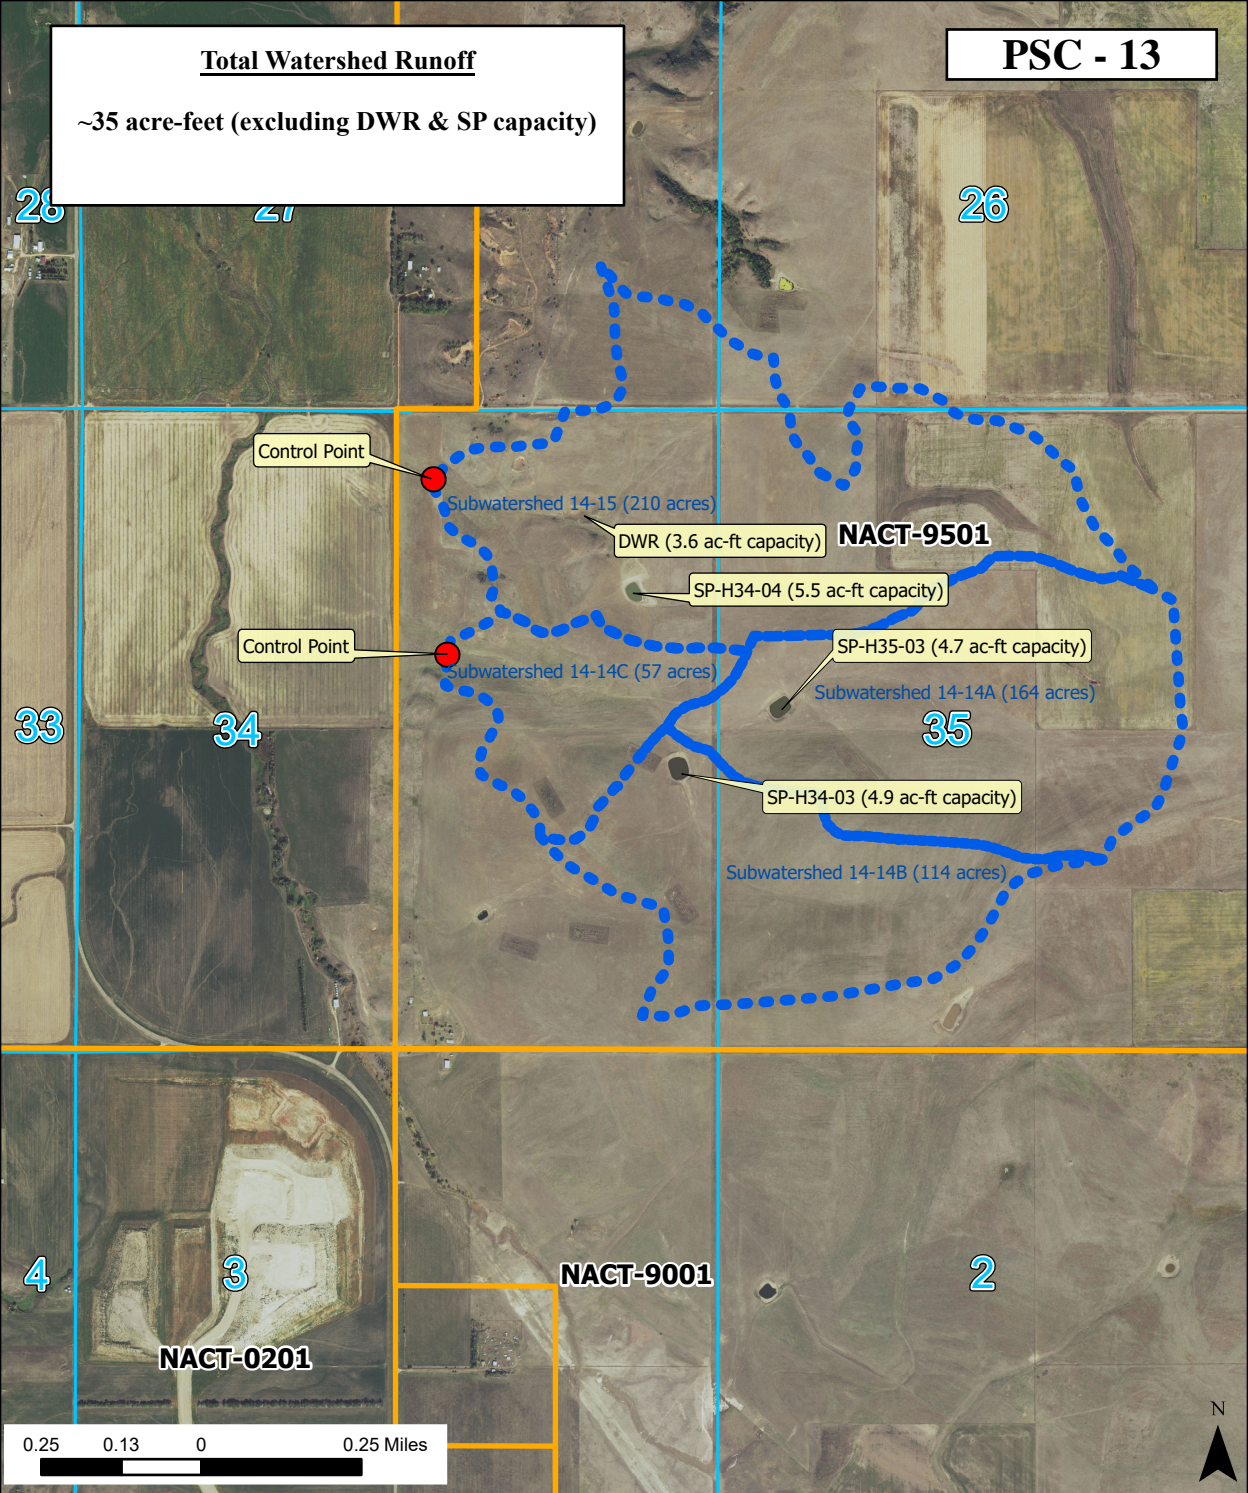 Total Watershed Runoff
~35 acre-feet (excluding DWR & SP capacity)
PSC - 13
28
27
26
Control Point
Subwatershed 14-15 (210 acres)
DWR (3.6 ac-ft capacity)
NACT-9501
SP-H34-04 (5.5 ac-ft capacity)
Control Point
SP-H35-03 (4.7 ac-ft capacity)
Subwatershed 14-14C (57 acres)
Subwatershed 14-14A (164 acres)
33
34
35
SP-H34-03 (4.9 ac-ft capacity)
Subwatershed 14-14B (114 acres)
4
3
NACT-9001
2
NACT-0201
N
0.25 0.13 0 0.25 Miles